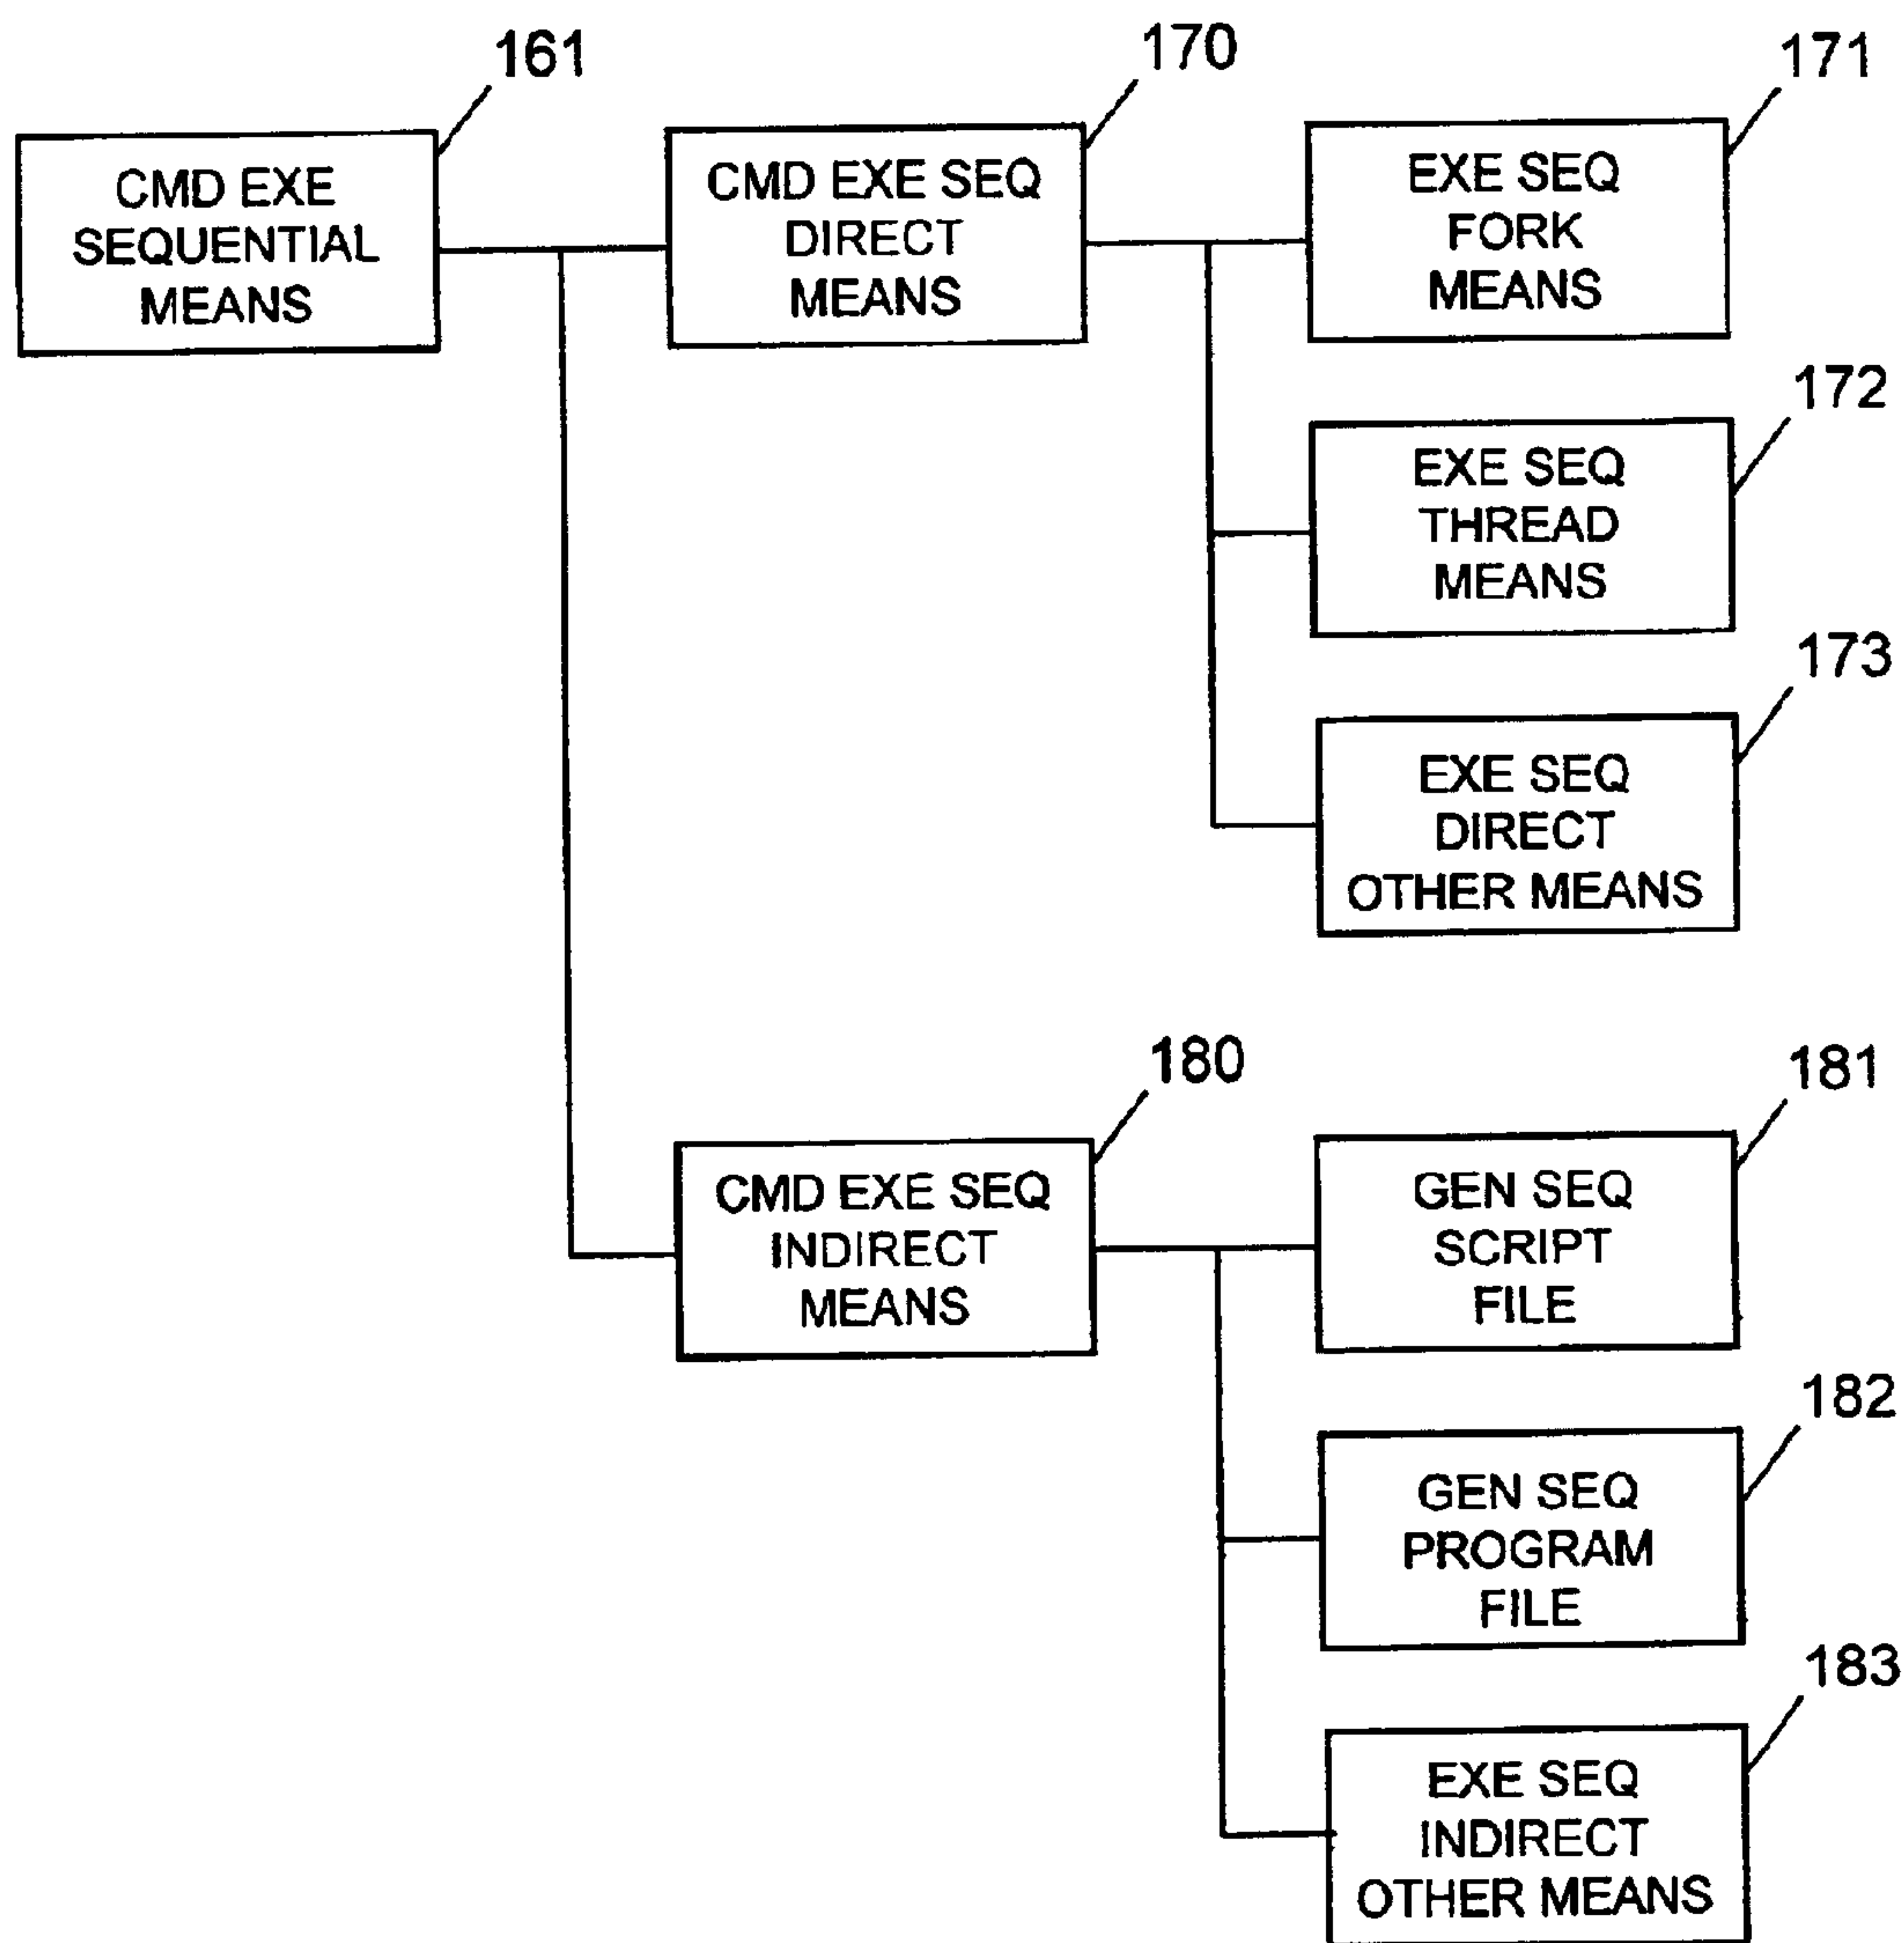 161
CMD EXE
SEQUENTIAL
MEANS
170
CMD EXE SEQ
DIRECT
MEANS
171
EXE SEQ
FORK
MEANS
172
EXE SEQ
THREAD
MEANS
173
EXE SEQ
DIRECT
OTHER MEANS
180
CMD EXE SEQ
INDIRECT
MEANS
181
GEN SEQ
SCRIPT
FILE
182
GEN SEQ
PROGRAM
FILE
183
EXE SEQ
INDIRECT
OTHER MEANS